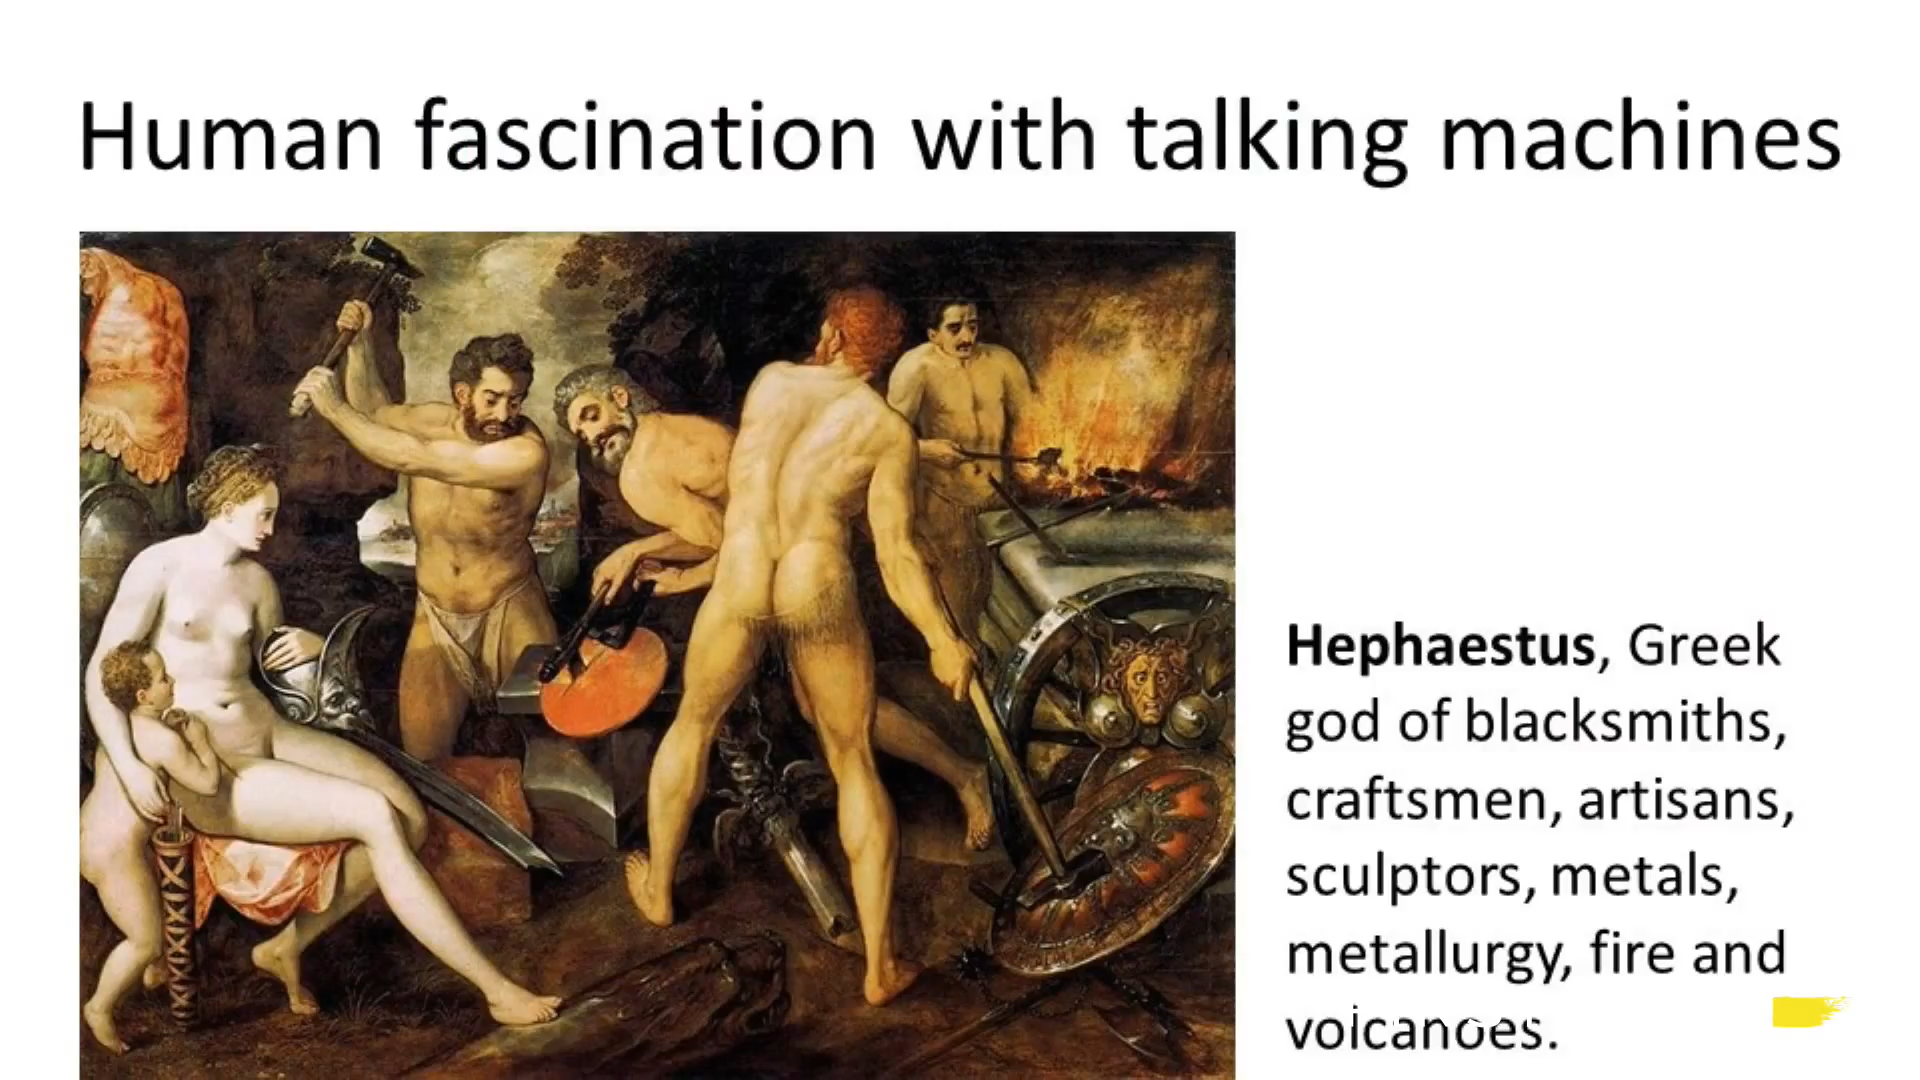 Human fascination with talking machines
Hephaestus, Greek
god of blacksmiths,
craftsmen, artisans,
sculptors, metals,
metallurgy, fire and
volcanoes.